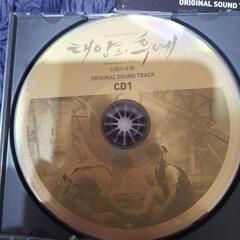 ORIGINAL SOUND T
태양의 후예
ORIGINAL SOUND TRACK
CD1